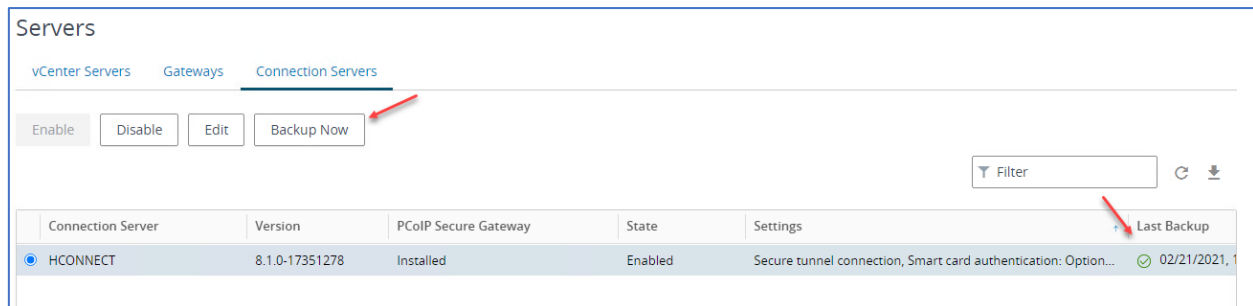 Servers
vCenter Servers Gateways Connection Servers
Enable Disable Edit Backup Now
Filter
Connection Server Version PCoIP Secure Gateway State Settings Last Backup
HCONNECT 8.1.0-17351278 Installed Enabled Secure tunnel connection, Smart card authentication: Option... 02/21/2021, 1